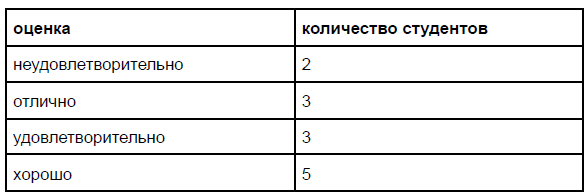 оценка количество студентов
неудовлетворительно 2
отлично 3
удовлетворительно 3
хорошо 5